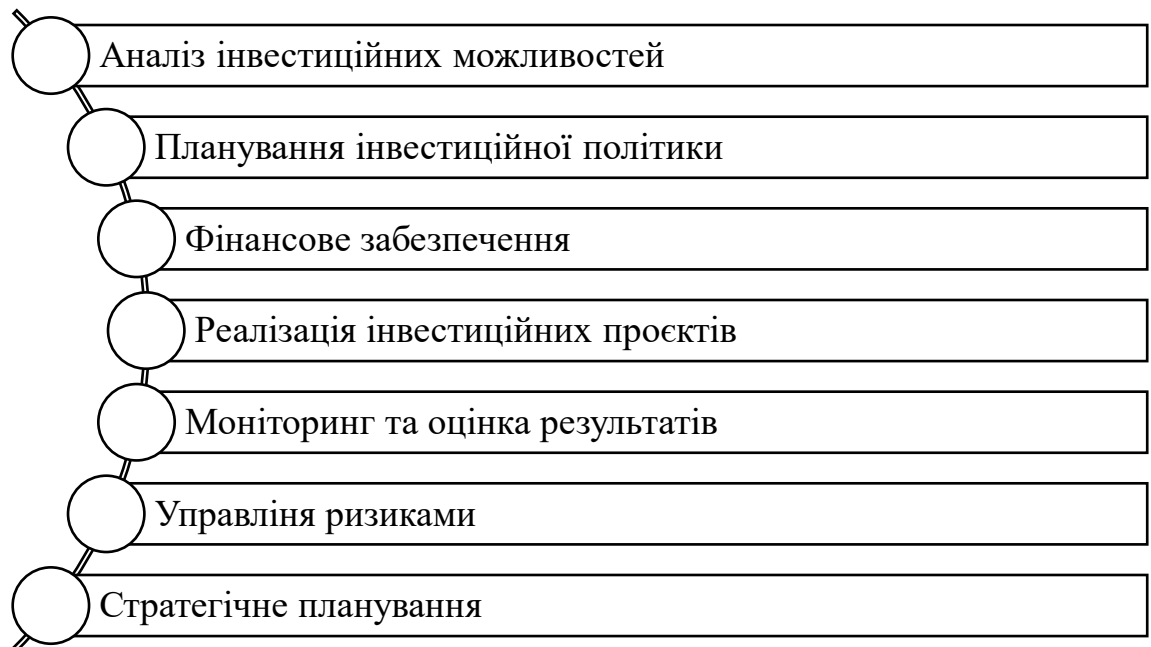 Аналіз інвестиційних можливостей
Планування інвестиційної політики
Фінансове забезпечення
Реалізація інвестиційних проєктів
Моніторинг та оцінка результатів
Управліня ризиками
Стратегічне планування